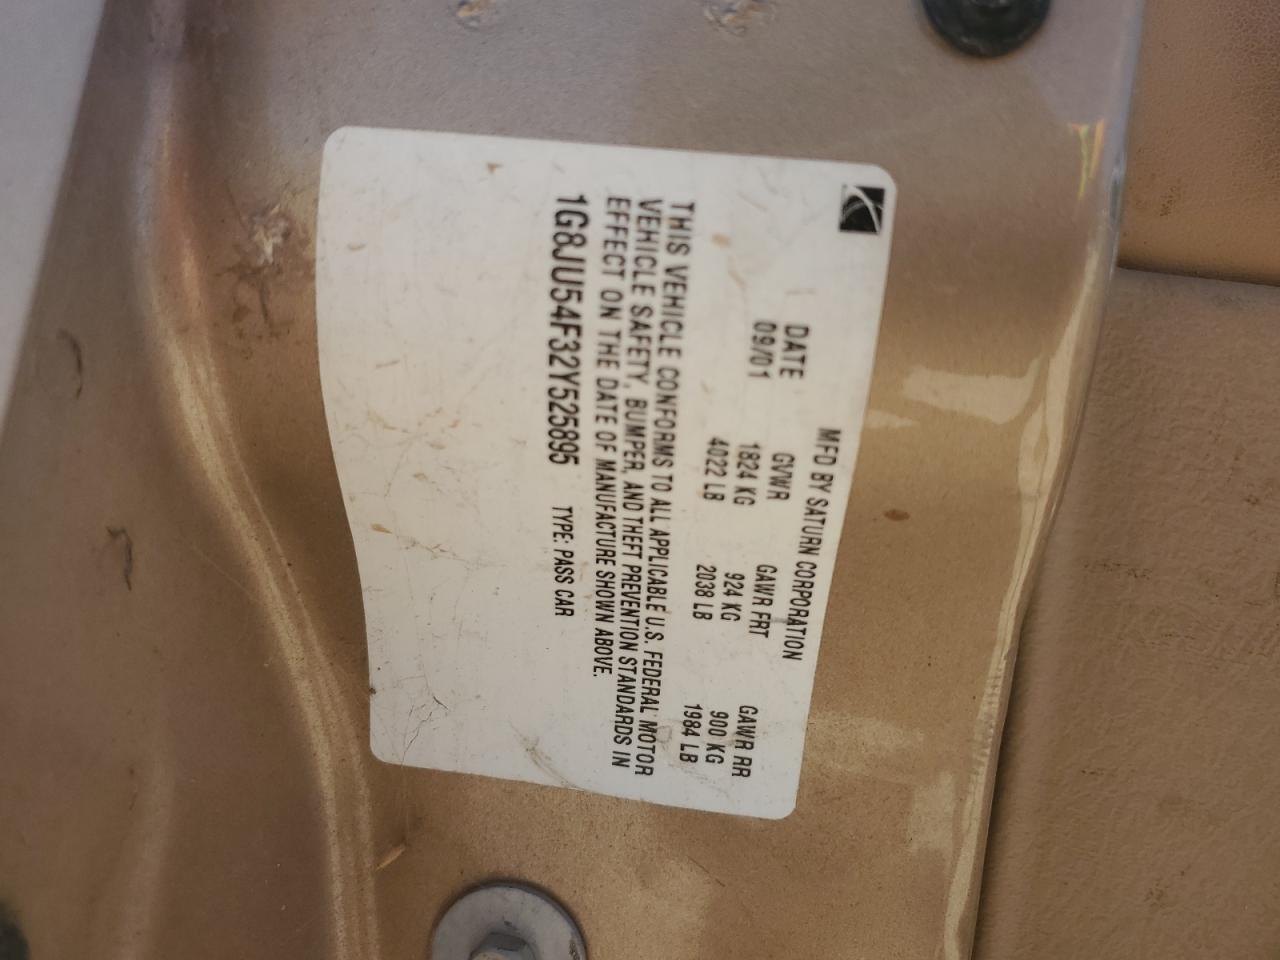 MFD BY SATURN CORPORATION
DATE GVWR GAWR FRT GAWR RR
09/01 1824 KG 924 KG 900 KG
4022 LB 2038 LB 1984 LB
THIS VEHICLE CONFORMS TO ALL APPLICABLE U.S. FEDERAL MOTOR
VEHICLE SAFETY, BUMPER, AND THEFT PREVENTION STANDARDS IN
EFFECT ON THE DATE OF MANUFACTURE SHOWN ABOVE.
1G8JU54F32Y525895 TYPE: PASS CAR